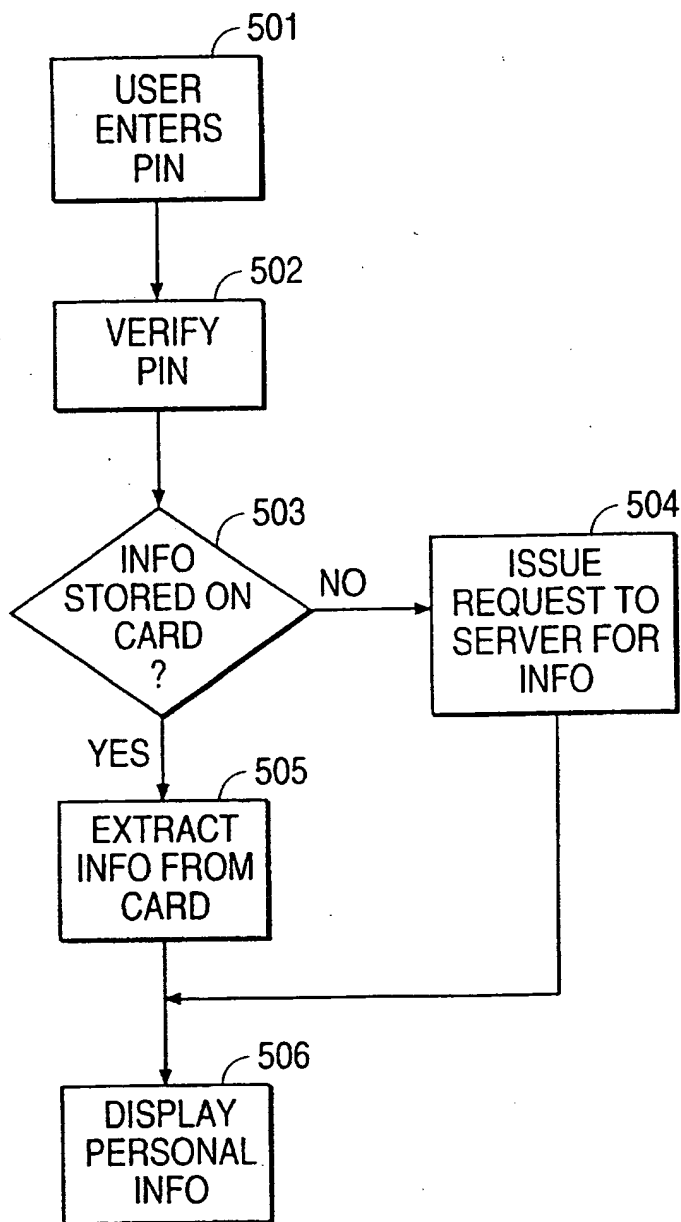 501
USER
ENTERS
PIN
502
VERIFY
PIN
503
INFO
STORED ON
CARD
?
NO
504
ISSUE
REQUEST TO
SERVER FOR
INFO
YES
505
EXTRACT
INFO FROM
CARD
506
DISPLAY
PERSONAL
INFO